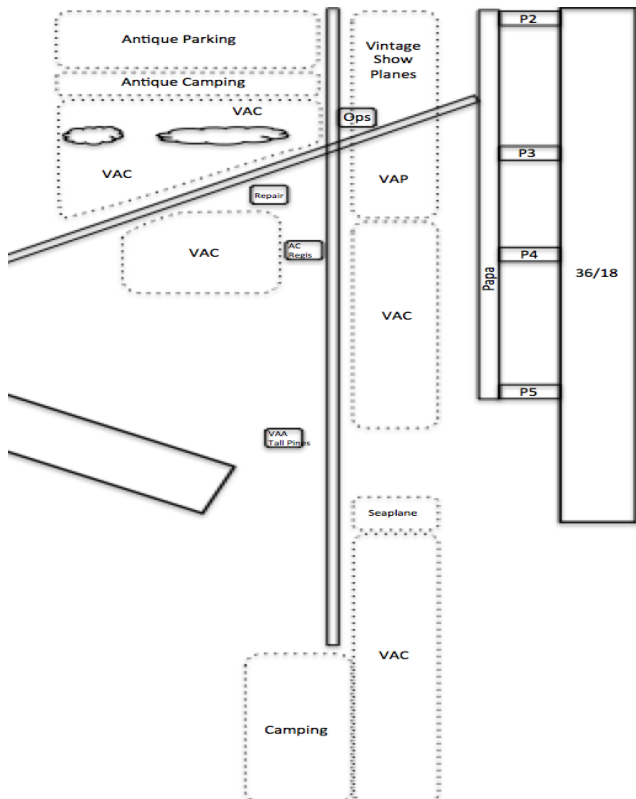 P2
Antique Parking
Vintage
Show
Planes
Antique Camping
VAC
Ops
P3
VAC
VAP
Repair
AC
Regis
VAC
P4
36/18
Papa
VAC
P5
VAA
Tall Pines
Seaplane
VAC
Camping